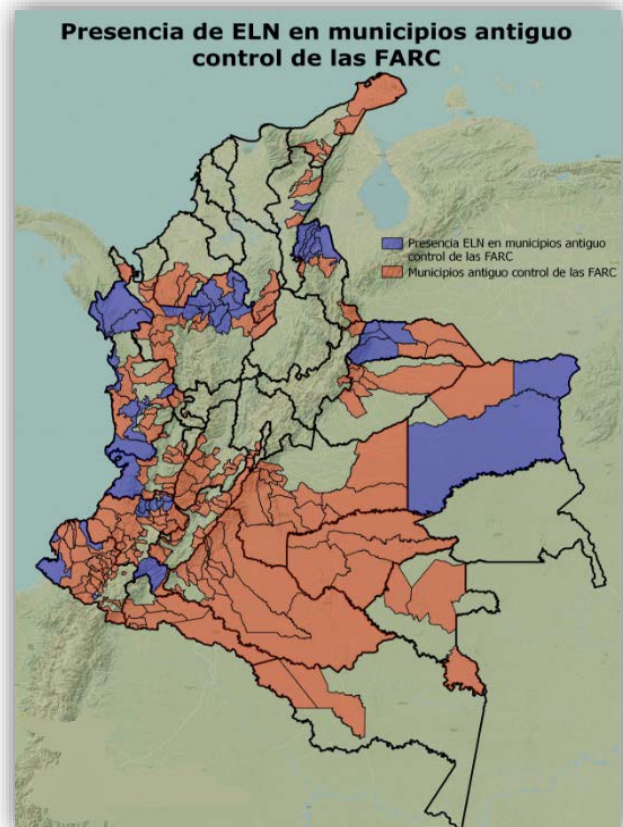 Presencia de ELN en municipios antiguo
control de las FARC
Presencia ELN en municipios antiguo
control de las FARC
Municipios antiguo control de las FARC